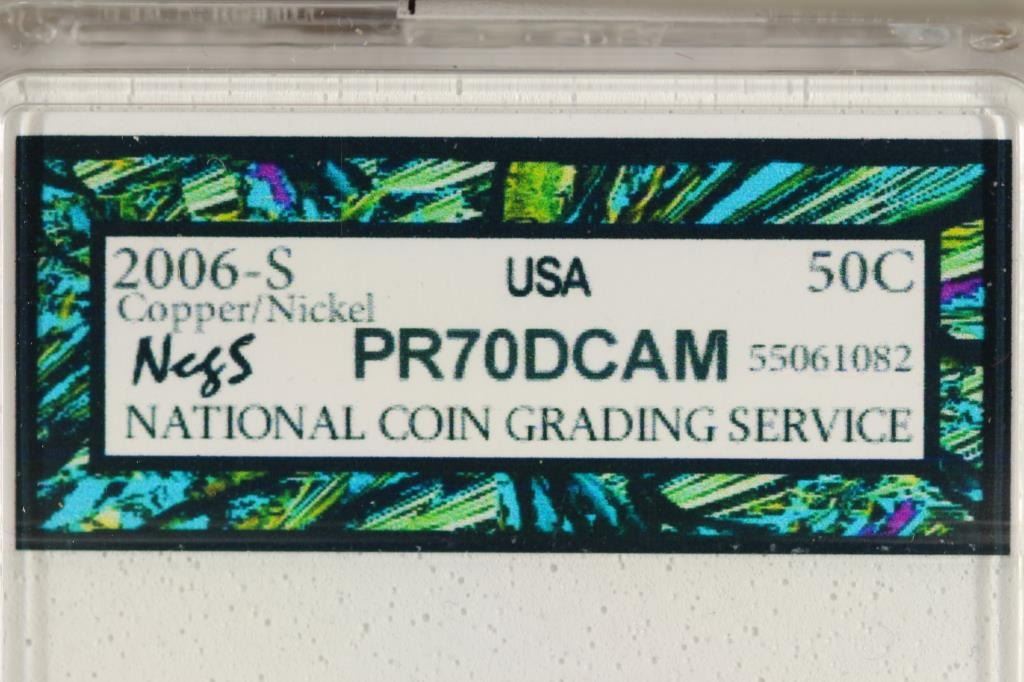 2006-S USA 50C
Copper/Nickel
NcgS PR70DCAM 55061082
NATIONAL COIN GRADING SERVICE